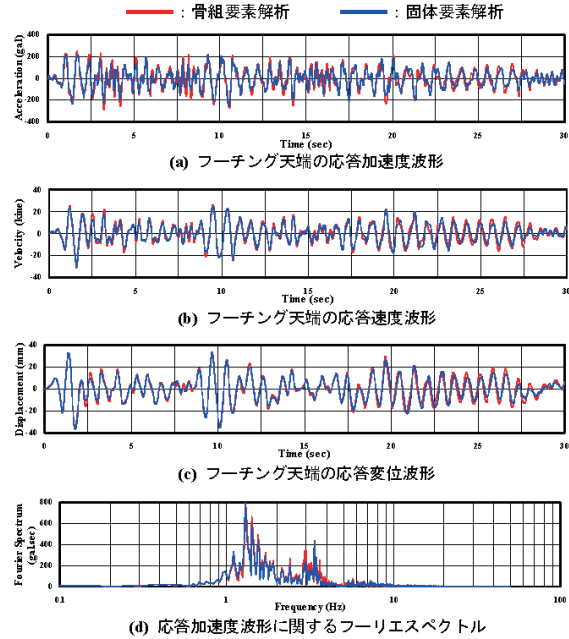 ：骨組要素解析 ：固体要素解析
400
200
0
-200
-400
Acceleration (gal)
0 5 10 15 20 25 30
Time (sec)
(a) フーチング天端の応答加速度波形
40
20
0
-20
-40
Velocity (kine)
0 5 10 15 20 25 30
Time (sec)
(b) フーチング天端の応答速度波形
40
20
0
-20
-40
Displacement (mm)
0 5 10 15 20 25 30
Time (sec)
(c) フーチング天端の応答変位波形
800
600
400
200
0
Fourier Spectrum
(galsec)
0.1 1 10 100
Frequency (Hz)
(d) 応答加速度波形に関するフーリエスペクトル